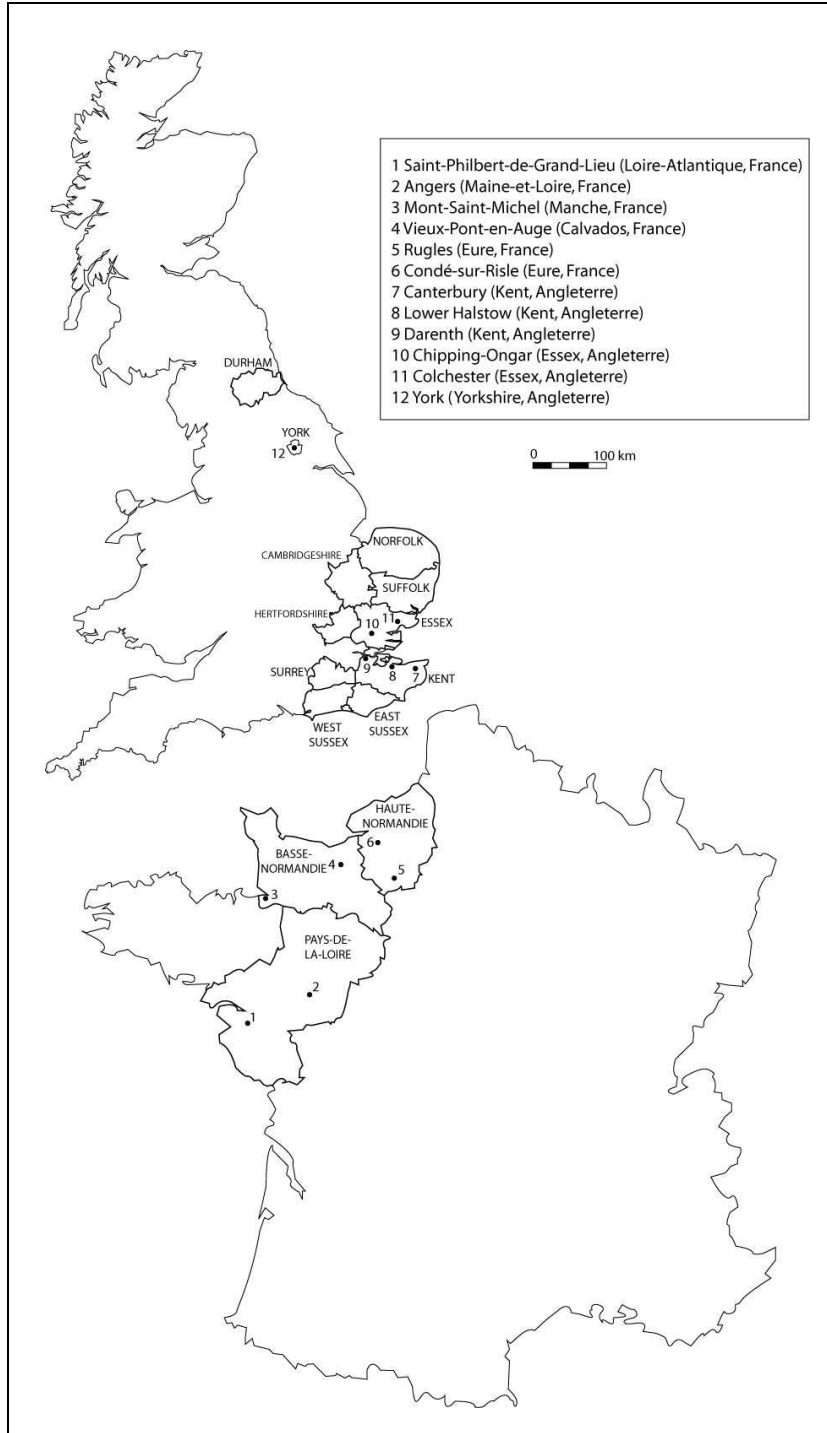 1 Saint-Philbert-de-Grand-Lieu (Loire-Atlantique, France)
2 Angers (Maine-et-Loire, France)
3 Mont-Saint-Michel (Manche, France)
4 Vieux-Pont-en-Auge (Calvados, France)
5 Rugles (Eure, France)
6 Condé-sur-Risle (Eure, France)
7 Canterbury (Kent, Angleterre)
8 Lower Halstow (Kent, Angleterre)
9 Darenth (Kent, Angleterre)
10 Chipping-Ongar (Essex, Angleterre)
11 Colchester (Essex, Angleterre)
12 York (Yorkshire, Angleterre)
DURHAM
YORK
12
0 100 km
NORFOLK
CAMBRIDGESHIRE
SUFFOLK
HERTFORDSHIRE
11
ESSEX
10
SURREY
9
8
7
KENT
WEST
SUSSEX
EAST
SUSSEX
HAUTE-
NORMANDIE
6
BASSE-
NORMANDIE
4
5
3
PAYS-DE-
LA-LOIRE
2
1